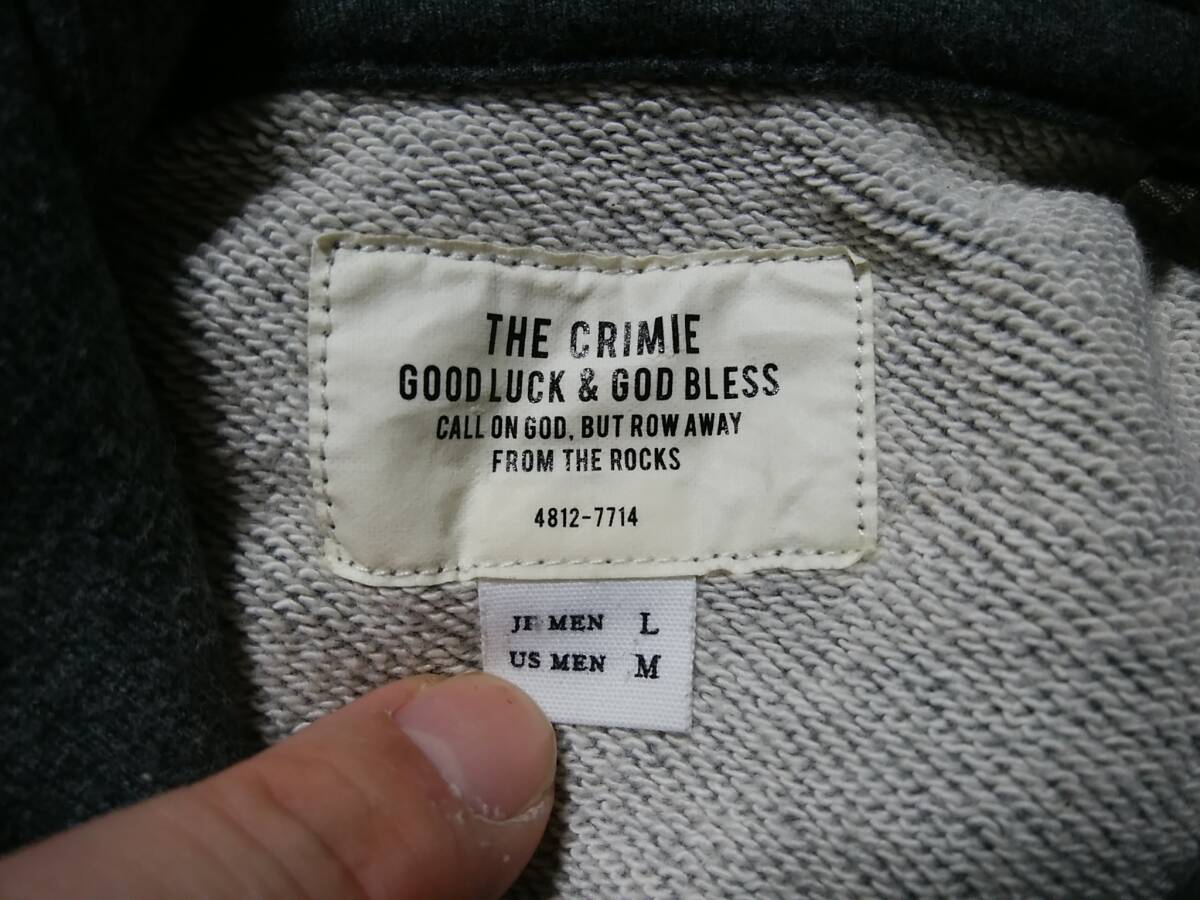 THE CRIMIE
GOOD LUCK & GOD BLESS
CALL ON GOD, BUT ROW AWAY
FROM THE ROCKS
4812-7714
JP MEN L
US MEN M